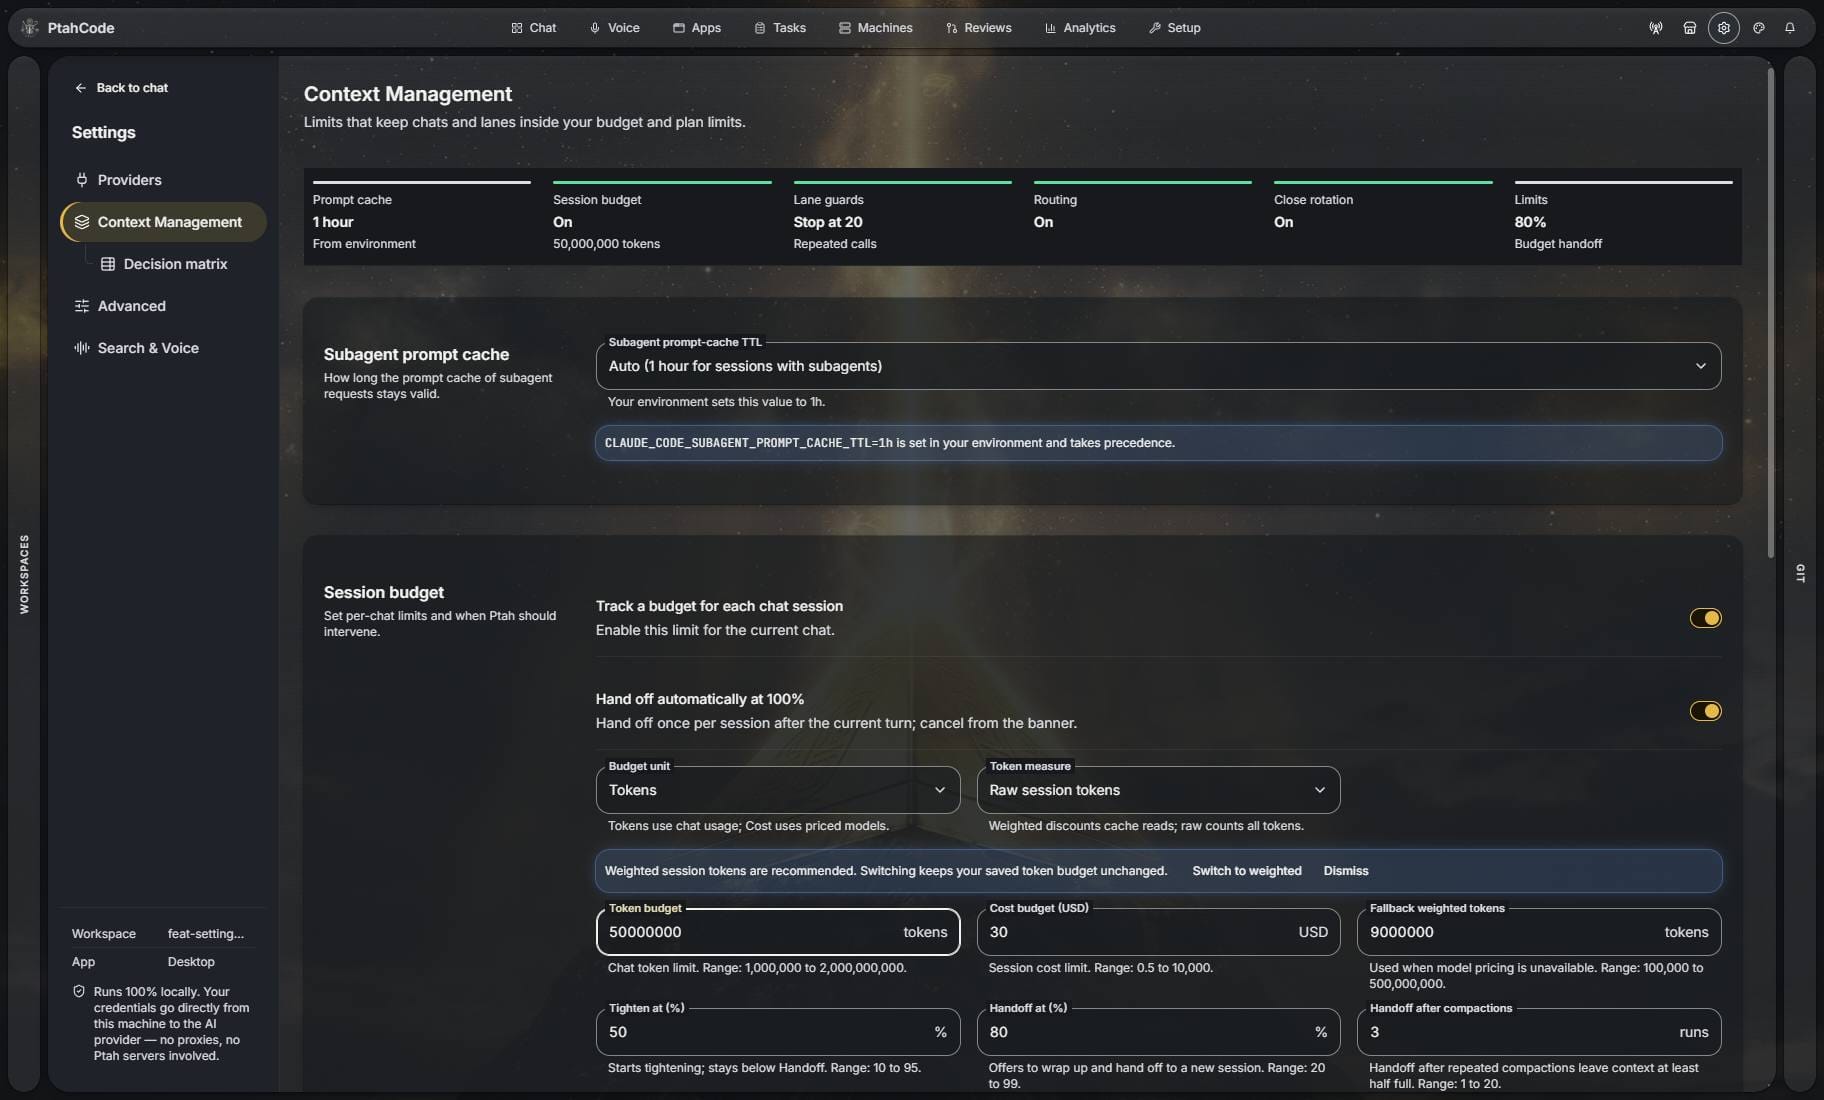 PtahCode
Chat
Voice
Apps
Tasks
Machines
Reviews
Analytics
Setup
WORKSPACES
Back to chat
Settings
Providers
Context Management
Decision matrix
Advanced
Search & Voice
Workspace feat-setting...
App Desktop
Runs 100% locally. Your
credentials go directly from
this machine to the AI
provider — no proxies, no
Ptah servers involved.
Context Management
Limits that keep chats and lanes inside your budget and plan limits.
Prompt cache
1 hour
From environment
Session budget
On
50,000,000 tokens
Lane guards
Stop at 20
Repeated calls
Routing
On
Close rotation
On
Limits
80%
Budget handoff
Subagent prompt cache
How long the prompt cache of subagent
requests stays valid.
Subagent prompt-cache TTL
Auto (1 hour for sessions with subagents)
Your environment sets this value to 1h.
CLAUDE_CODE_SUBAGENT_PROMPT_CACHE_TTL=1h is set in your environment and takes precedence.
Session budget
Set per-chat limits and when Ptah should
intervene.
Track a budget for each chat session
Enable this limit for the current chat.
Hand off automatically at 100%
Hand off once per session after the current turn; cancel from the banner.
Budget unit
Tokens
Tokens use chat usage; Cost uses priced models.
Token measure
Raw session tokens
Weighted discounts cache reads; raw counts all tokens.
Weighted session tokens are recommended. Switching keeps your saved token budget unchanged. Switch to weighted Dismiss
Token budget
50000000 tokens
Chat token limit. Range: 1,000,000 to 2,000,000,000.
Cost budget (USD)
30 USD
Session cost limit. Range: 0.5 to 10,000.
Fallback weighted tokens
9000000 tokens
Used when model pricing is unavailable. Range: 100,000 to
500,000,000.
Tighten at (%)
50 %
Starts tightening; stays below Handoff. Range: 10 to 95.
Handoff at (%)
80 %
Offers to wrap up and hand off to a new session. Range: 20
to 99.
Handoff after compactions
3 runs
Handoff after repeated compactions leave context at least
half full. Range: 1 to 20.
GIT